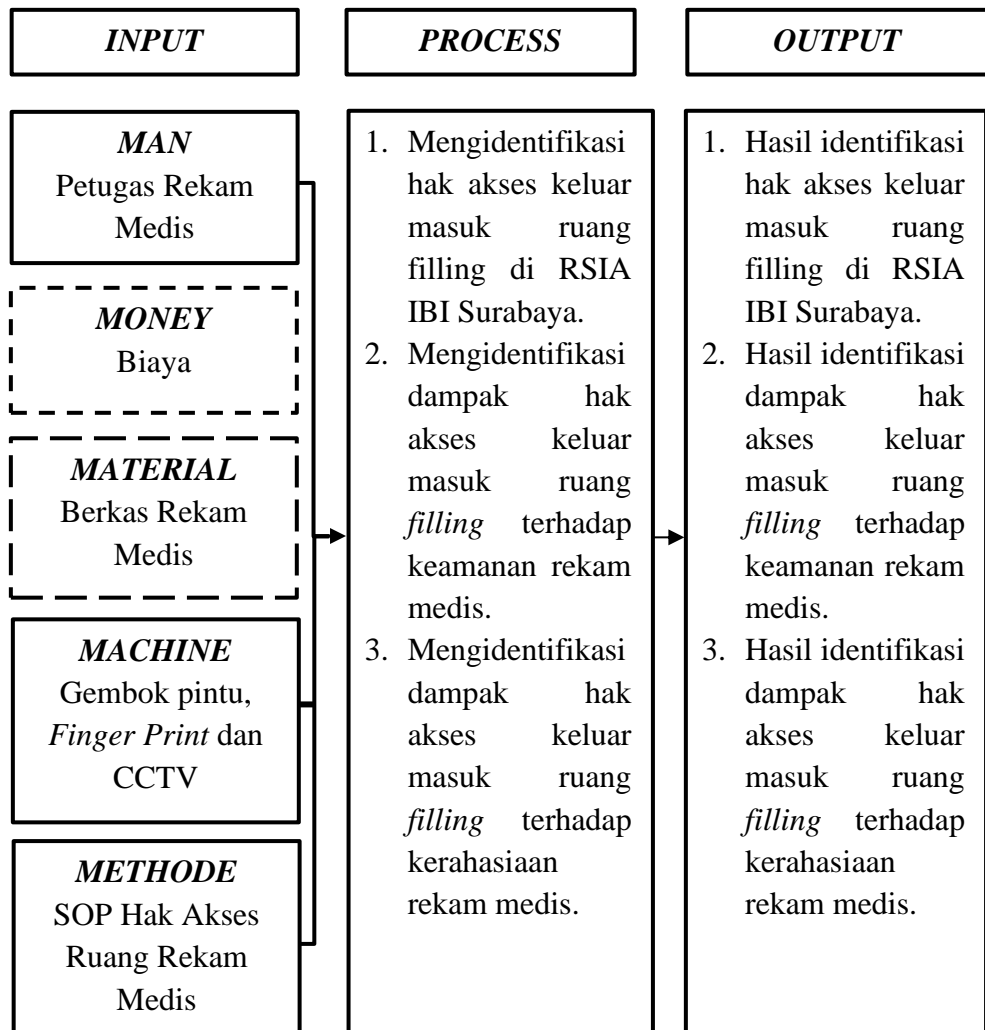 INPUT
PROCESS
OUTPUT
MAN
Petugas Rekam
Medis
MONEY
Biaya
MATERIAL
Berkas Rekam
Medis
MACHINE
Gembok pintu,
Finger Print dan
CCTV
METHODE
SOP Hak Akses
Ruang Rekam
Medis
1. Mengidentifikasi
hak akses keluar
masuk ruang
filling di RSIA
IBI Surabaya.
2. Mengidentifikasi
dampak hak
akses keluar
masuk ruang
filling terhadap
keamanan rekam
medis.
3. Mengidentifikasi
dampak hak
akses keluar
masuk ruang
filling terhadap
kerahasiaan
rekam medis.
1. Hasil identifikasi
hak akses keluar
masuk ruang
filling di RSIA
IBI Surabaya.
2. Hasil identifikasi
dampak hak
akses keluar
masuk ruang
filling terhadap
keamanan rekam
medis.
3. Hasil identifikasi
dampak hak
akses keluar
masuk ruang
filling terhadap
kerahasiaan
rekam medis.